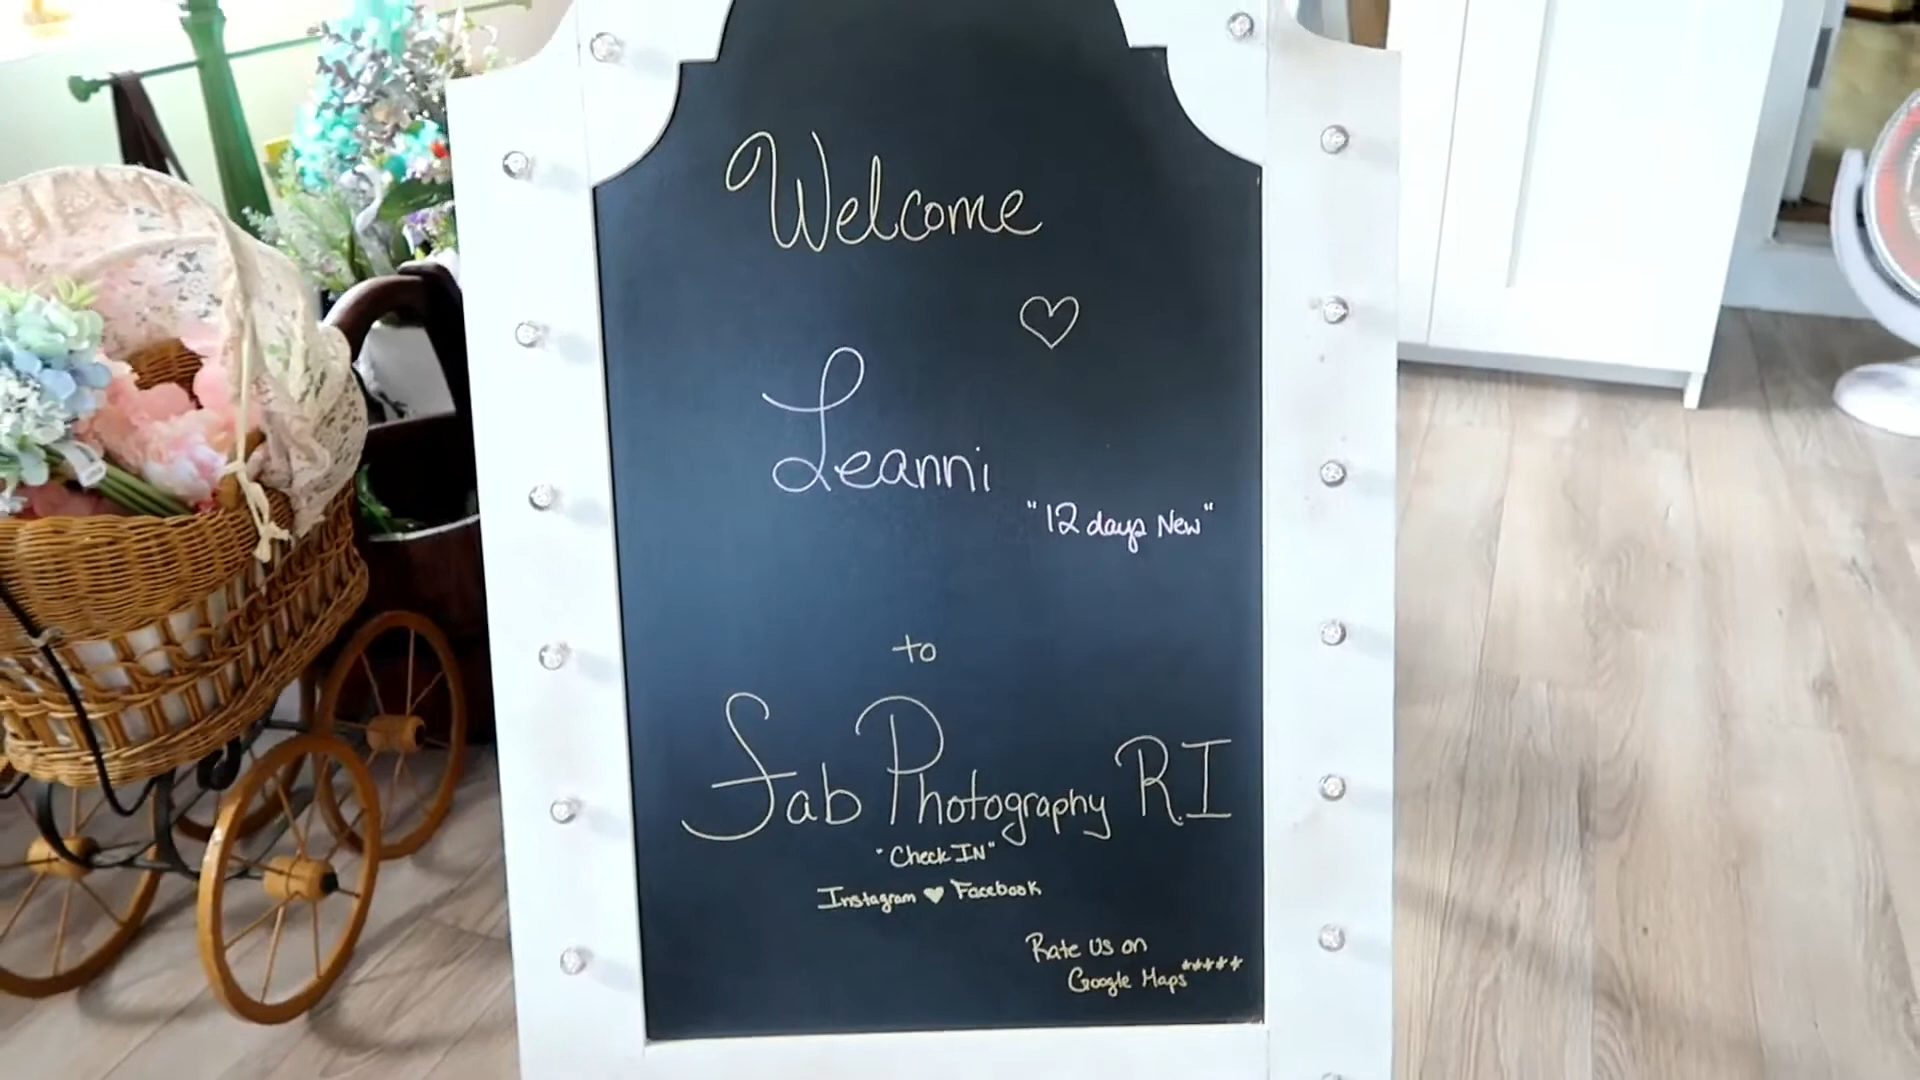 Welcome
Leanni
"12 days New"
to
Fab Photography R.I
"Check IN"
Instagram ♥ Facebook
Rate us on
Google Maps*****